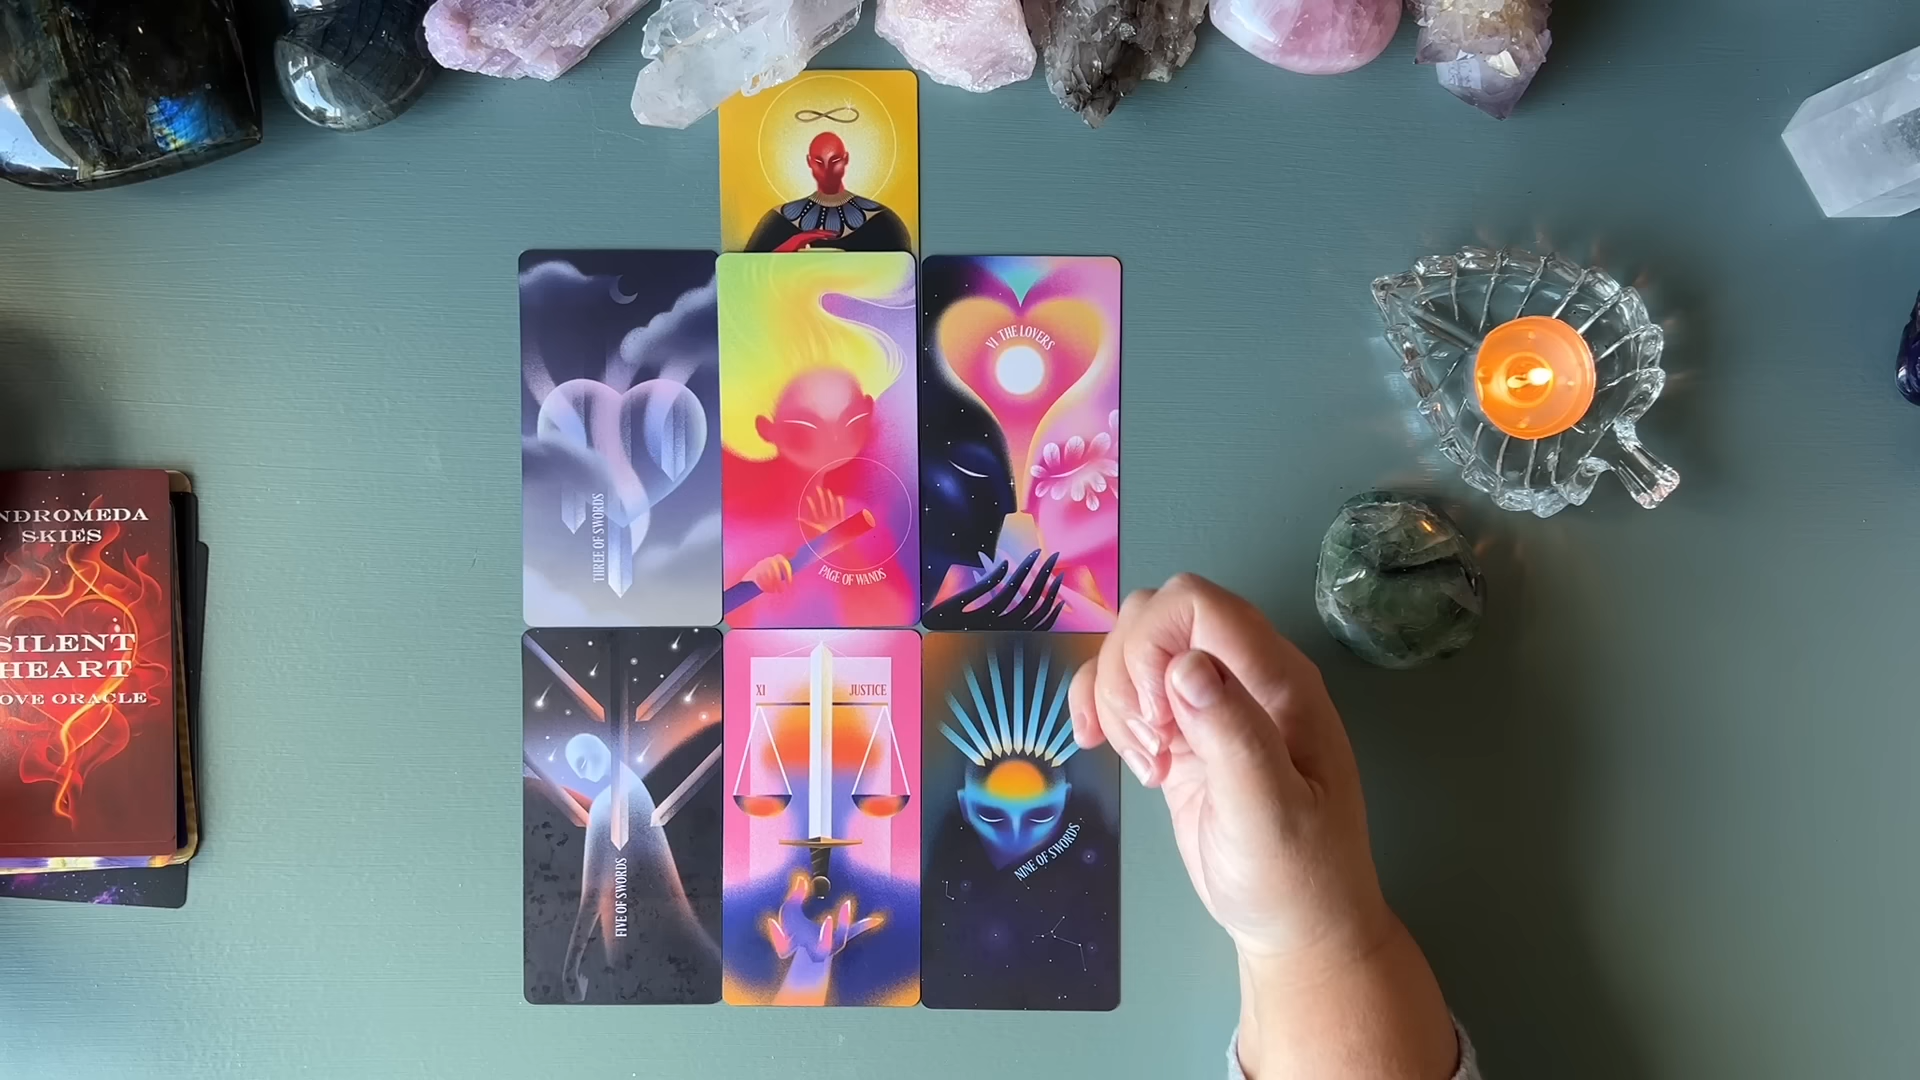 NDROMEDA
SKIES
SILENT
HEART
OVE ORACLE
THREE OF SWORDS
PAGE OF WANDS
VI THE LOVERS
FIVE OF SWORDS
XI JUSTICE
NINE OF SWORDS